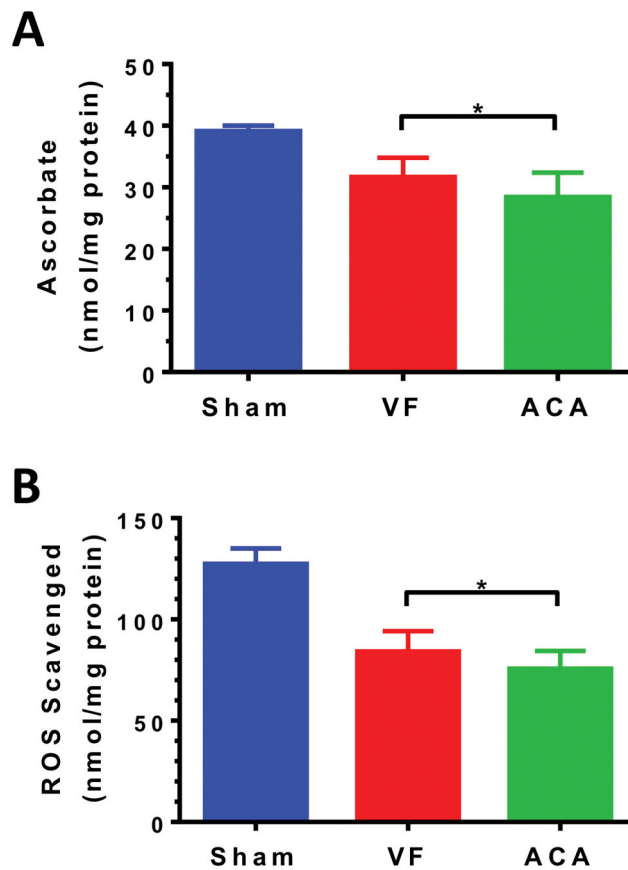 A
Ascorbate
(nmol/mg protein)
50
40
30
20
10
0
*
Sham VF ACA
B
ROS Scavenged
(nmol/mg protein)
150
100
50
0
*
Sham VF ACA